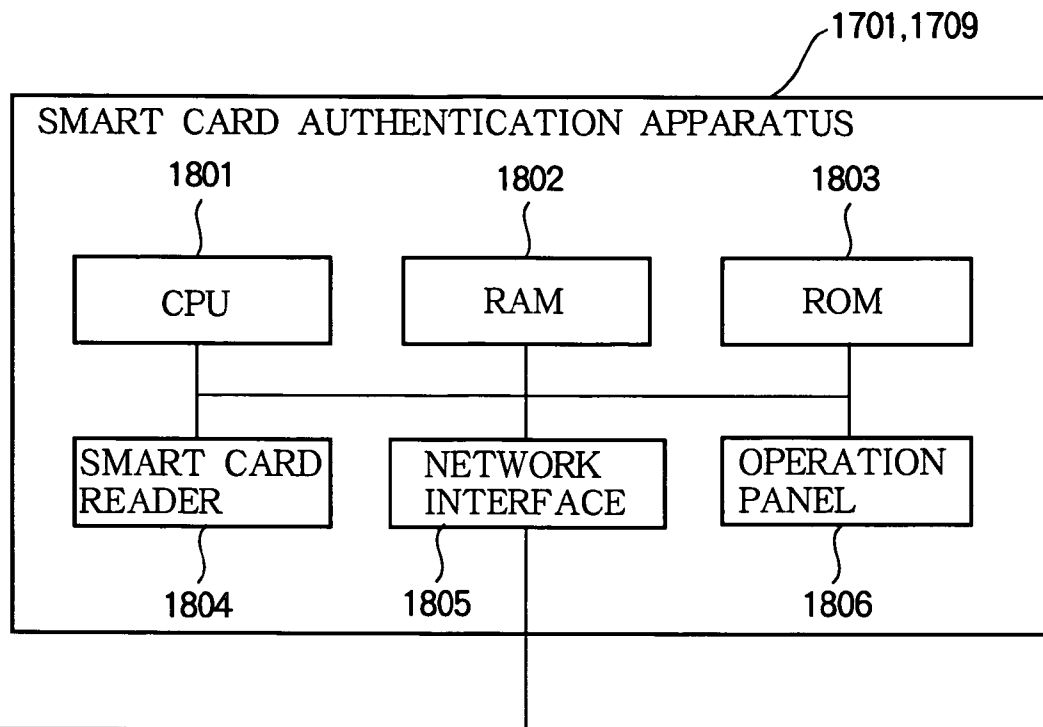 1701,1709
SMART CARD AUTHENTICATION APPARATUS
1801
1802
1803
CPU
RAM
ROM
SMART CARD
READER
NETWORK
INTERFACE
OPERATION
PANEL
1804
1805
1806